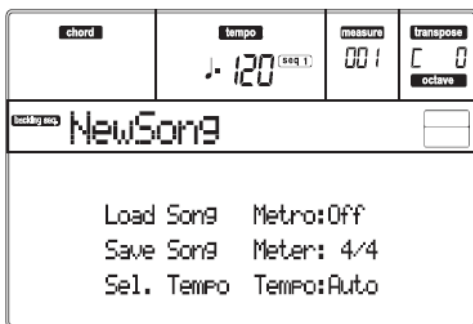 chord tempo measure transpose
♩. 120 seq 1 001 C 0
octave
backing seq. NewSong
Load Song Metro:Off
Save Song Meter: 4/4
Sel. Tempo Tempo:Auto